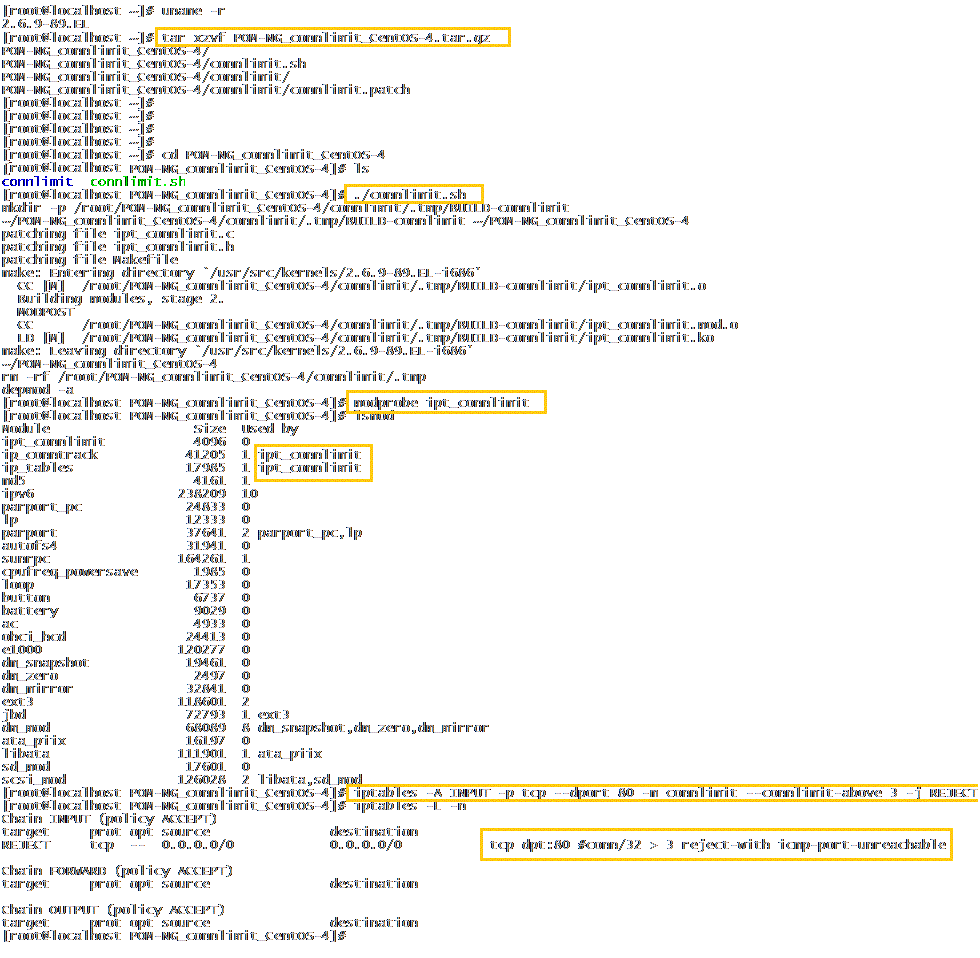 [root@localhost ~]# uname -r
2.6.9-89.EL
[root@localhost ~]# tar xzvf POM-NG_connlimit_CentOS-4.tar.gz
POM-NG_connlimit_CentOS-4/
POM-NG_connlimit_CentOS-4/connlimit.sh
POM-NG_connlimit_CentOS-4/connlimit/
POM-NG_connlimit_CentOS-4/connlimit/connlimit.patch
[root@localhost ~]#
[root@localhost ~]#
[root@localhost ~]#
[root@localhost ~]#
[root@localhost ~]# cd POM-NG_connlimit_CentOS-4
[root@localhost POM-NG_connlimit_CentOS-4]# ls
connlimit  connlimit.sh
[root@localhost POM-NG_connlimit_CentOS-4]# ./connlimit.sh
mkdir -p /root/POM-NG_connlimit_CentOS-4/connlimit/.tmp/BUILD-connlimit
~/POM-NG_connlimit_CentOS-4/connlimit/.tmp/BUILD-connlimit ~/POM-NG_connlimit_CentOS-4
patching file ipt_connlimit.c
patching file ipt_connlimit.h
patching file Makefile
make: Entering directory `/usr/src/kernels/2.6.9-89.EL-i686'
  CC [M]  /root/POM-NG_connlimit_CentOS-4/connlimit/.tmp/BUILD-connlimit/ipt_connlimit.o
  Building modules, stage 2.
  MODPOST
  CC      /root/POM-NG_connlimit_CentOS-4/connlimit/.tmp/BUILD-connlimit/ipt_connlimit.mod.o
  LD [M]  /root/POM-NG_connlimit_CentOS-4/connlimit/.tmp/BUILD-connlimit/ipt_connlimit.ko
make: Leaving directory `/usr/src/kernels/2.6.9-89.EL-i686'
~/POM-NG_connlimit_CentOS-4
rm -rf /root/POM-NG_connlimit_CentOS-4/connlimit/.tmp
depmod -a
[root@localhost POM-NG_connlimit_CentOS-4]# modprobe ipt_connlimit
[root@localhost POM-NG_connlimit_CentOS-4]# lsmod
Module                  Size  Used by
ipt_connlimit           4096  0
ip_conntrack           41205  1 ipt_connlimit
ip_tables              17985  1 ipt_connlimit
md5                     4161  1
ipv6                  238209  10
parport_pc             24833  0
lp                     12333  0
parport                37641  2 parport_pc,lp
autofs4                31941  0
sunrpc                164261  1
cpufreq_powersave       1985  0
loop                   17353  0
button                  6737  0
battery                 9029  0
ac                      4933  0
ohci_hcd               24413  0
e1000                 120277  0
dm_snapshot            19461  0
dm_zero                 2497  0
dm_mirror              32841  0
ext3                  118601  2
jbd                    72793  1 ext3
dm_mod                 68089  8 dm_snapshot,dm_zero,dm_mirror
ata_piix               16197  0
libata                111901  1 ata_piix
sd_mod                 17601  0
scsi_mod              126028  2 libata,sd_mod
[root@localhost POM-NG_connlimit_CentOS-4]# iptables -A INPUT -p tcp --dport 80 -m connlimit --connlimit-above 3 -j REJECT
[root@localhost POM-NG_connlimit_CentOS-4]# iptables -L -n
Chain INPUT (policy ACCEPT)
target     prot opt source               destination
REJECT     tcp  --  0.0.0.0/0            0.0.0.0/0           tcp dpt:80 #conn/32 > 3 reject-with icmp-port-unreachable

Chain FORWARD (policy ACCEPT)
target     prot opt source               destination

Chain OUTPUT (policy ACCEPT)
target     prot opt source               destination
[root@localhost POM-NG_connlimit_CentOS-4]#